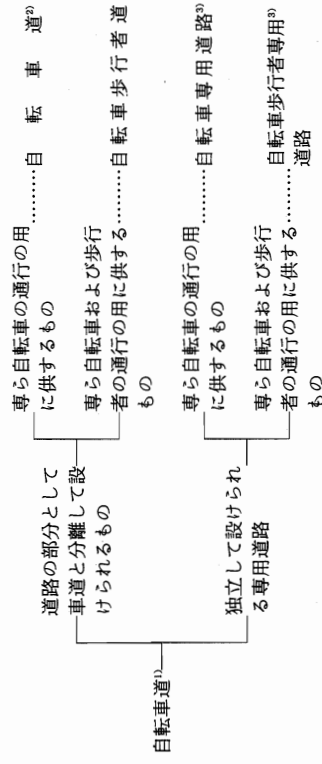 自転車道1)
道路の部分として
車道と分離して設
けられるもの
専ら自転車の通行の用
に供するもの
………自転車道2)
専ら自転車および歩行
者の通行の用に供する
もの
………自転車歩行者道
独立して設けられ
る専用道路
専ら自転車の通行の用
に供するもの
………自転車専用道路3)
専ら自転車および歩行
者の通行の用に供する
もの
………自転車歩行者専用3)
道路